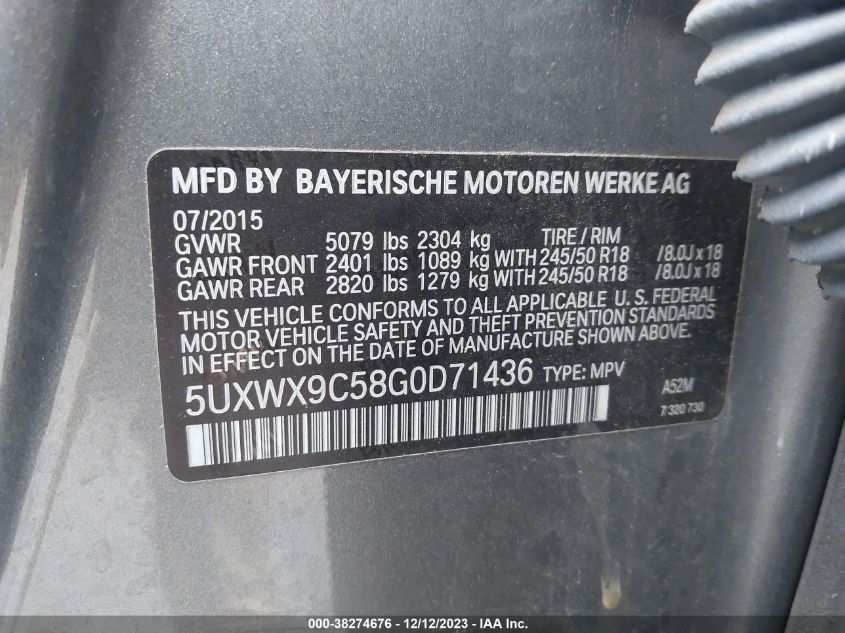 MFD BY BAYERISCHE MOTOREN WERKE AG
07/2015 TIRE / RIM
GVWR 5079 lbs 2304 kg
GAWR FRONT 2401 lbs 1089 kg WITH 245/50 R18 /8.0J x 18
GAWR REAR 2820 lbs 1279 kg WITH 245/50 R18 /8.0J x 18
THIS VEHICLE CONFORMS TO ALL APPLICABLE U. S. FEDERAL
MOTOR VEHICLE SAFETY AND THEFT PREVENTION STANDARDS
IN EFFECT ON THE DATE OF MANUFACTURE SHOWN ABOVE.
5UXWX9C58G0D71436 TYPE: MPV A52M
7 320 730
000-38274676 - 12/12/2023 - IAA Inc.